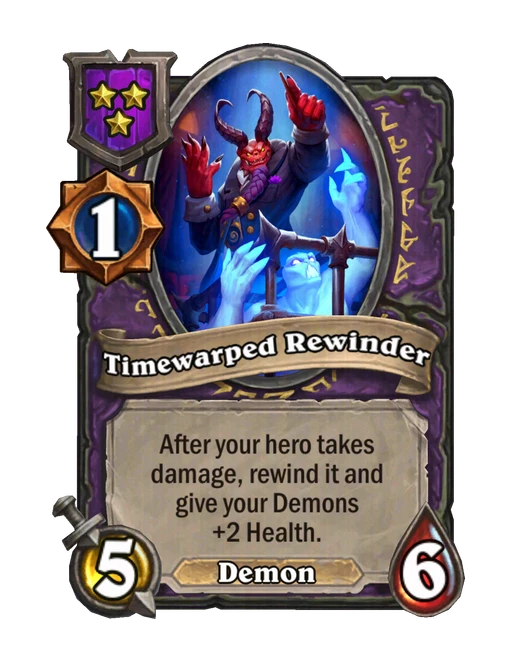 1
Timewarped Rewinder
After your hero takes
damage, rewind it and
give your Demons
+2 Health.
5
Demon
6